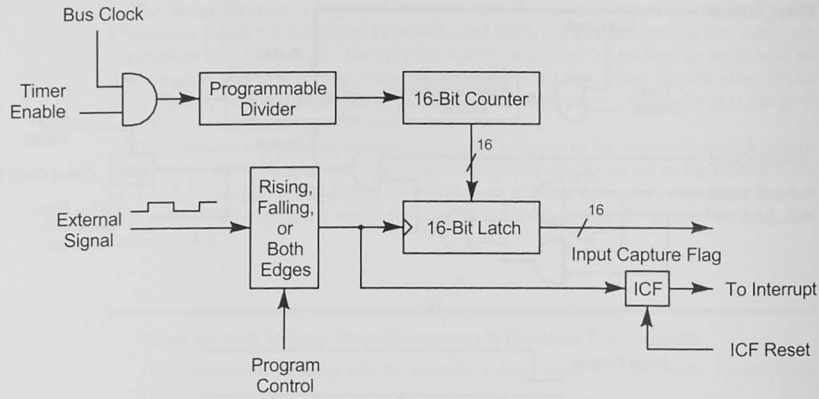 Bus Clock
Timer
Enable
Programmable
Divider
16-Bit Counter
16
External
Signal
Rising,
Falling,
or
Both
Edges
16-Bit Latch
16
Input Capture Flag
ICF
To Interrupt
ICF Reset
Program
Control